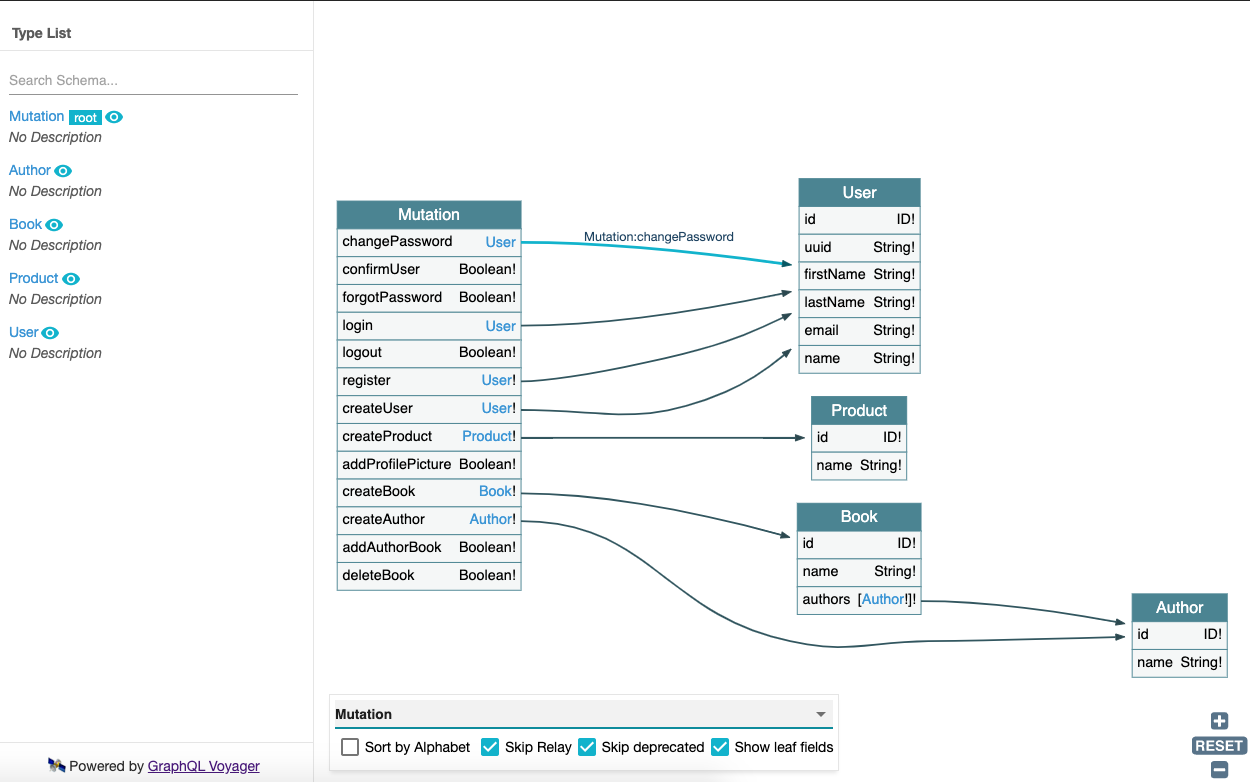 Type List
Search Schema...
Mutation root
No Description
Author
No Description
Book
No Description
Product
No Description
User
No Description
Powered by GraphQL Voyager
Mutation
changePassword User
confirmUser Boolean!
forgotPassword Boolean!
login User
logout Boolean!
register User!
createUser User!
createProduct Product!
addProfilePicture Boolean!
createBook Book!
createAuthor Author!
addAuthorBook Boolean!
deleteBook Boolean!
Mutation:changePassword
User
id ID!
uuid String!
firstName String!
lastName String!
email String!
name String!
Product
id ID!
name String!
Book
id ID!
name String!
authors [Author!]!
Author
id ID!
name String!
Mutation
Sort by Alphabet Skip Relay Skip deprecated Show leaf fields
RESET